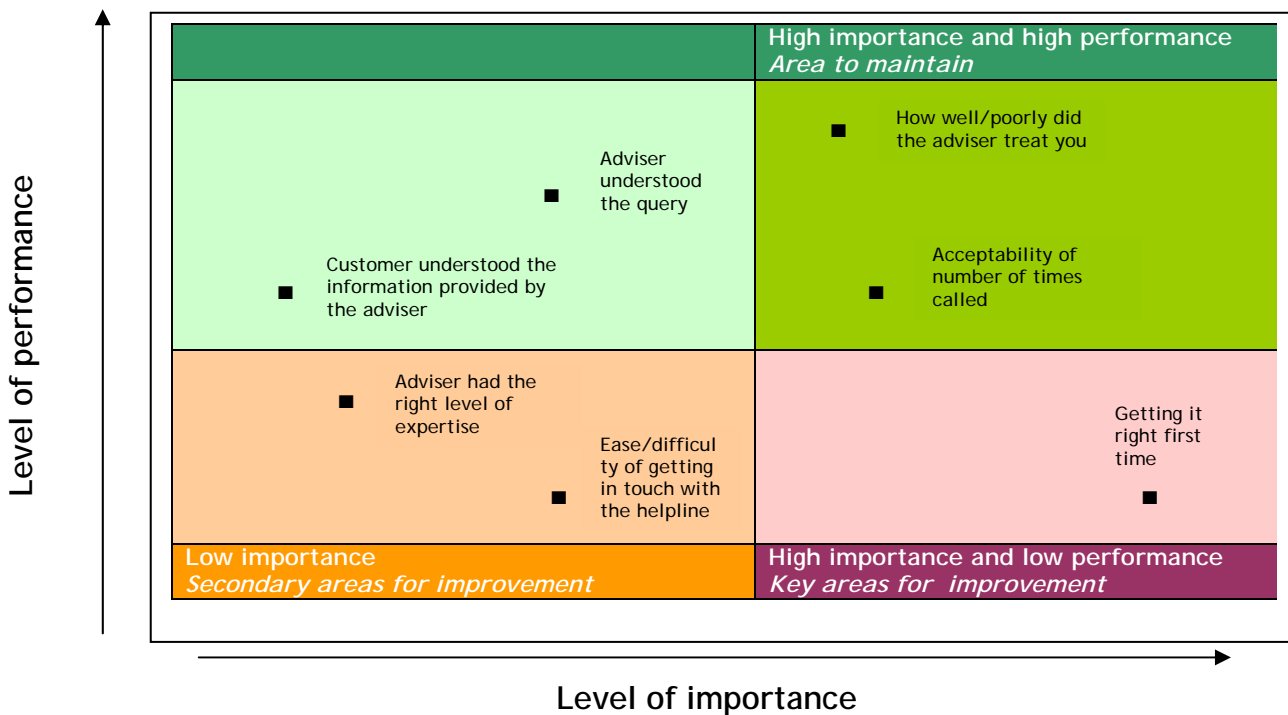 High importance and high performance
Area to maintain
How well/poorly did
the adviser treat you
Adviser
understood
the query
Customer understood the
information provided by
the adviser
Acceptability of
number of times
called
Adviser had the
right level of
expertise
Ease/difficul
ty of getting
in touch with
the helpline
Getting it
right first
time
Low importance
Secondary areas for improvement
High importance and low performance
Key areas for  improvement
Level of performance
Level of importance